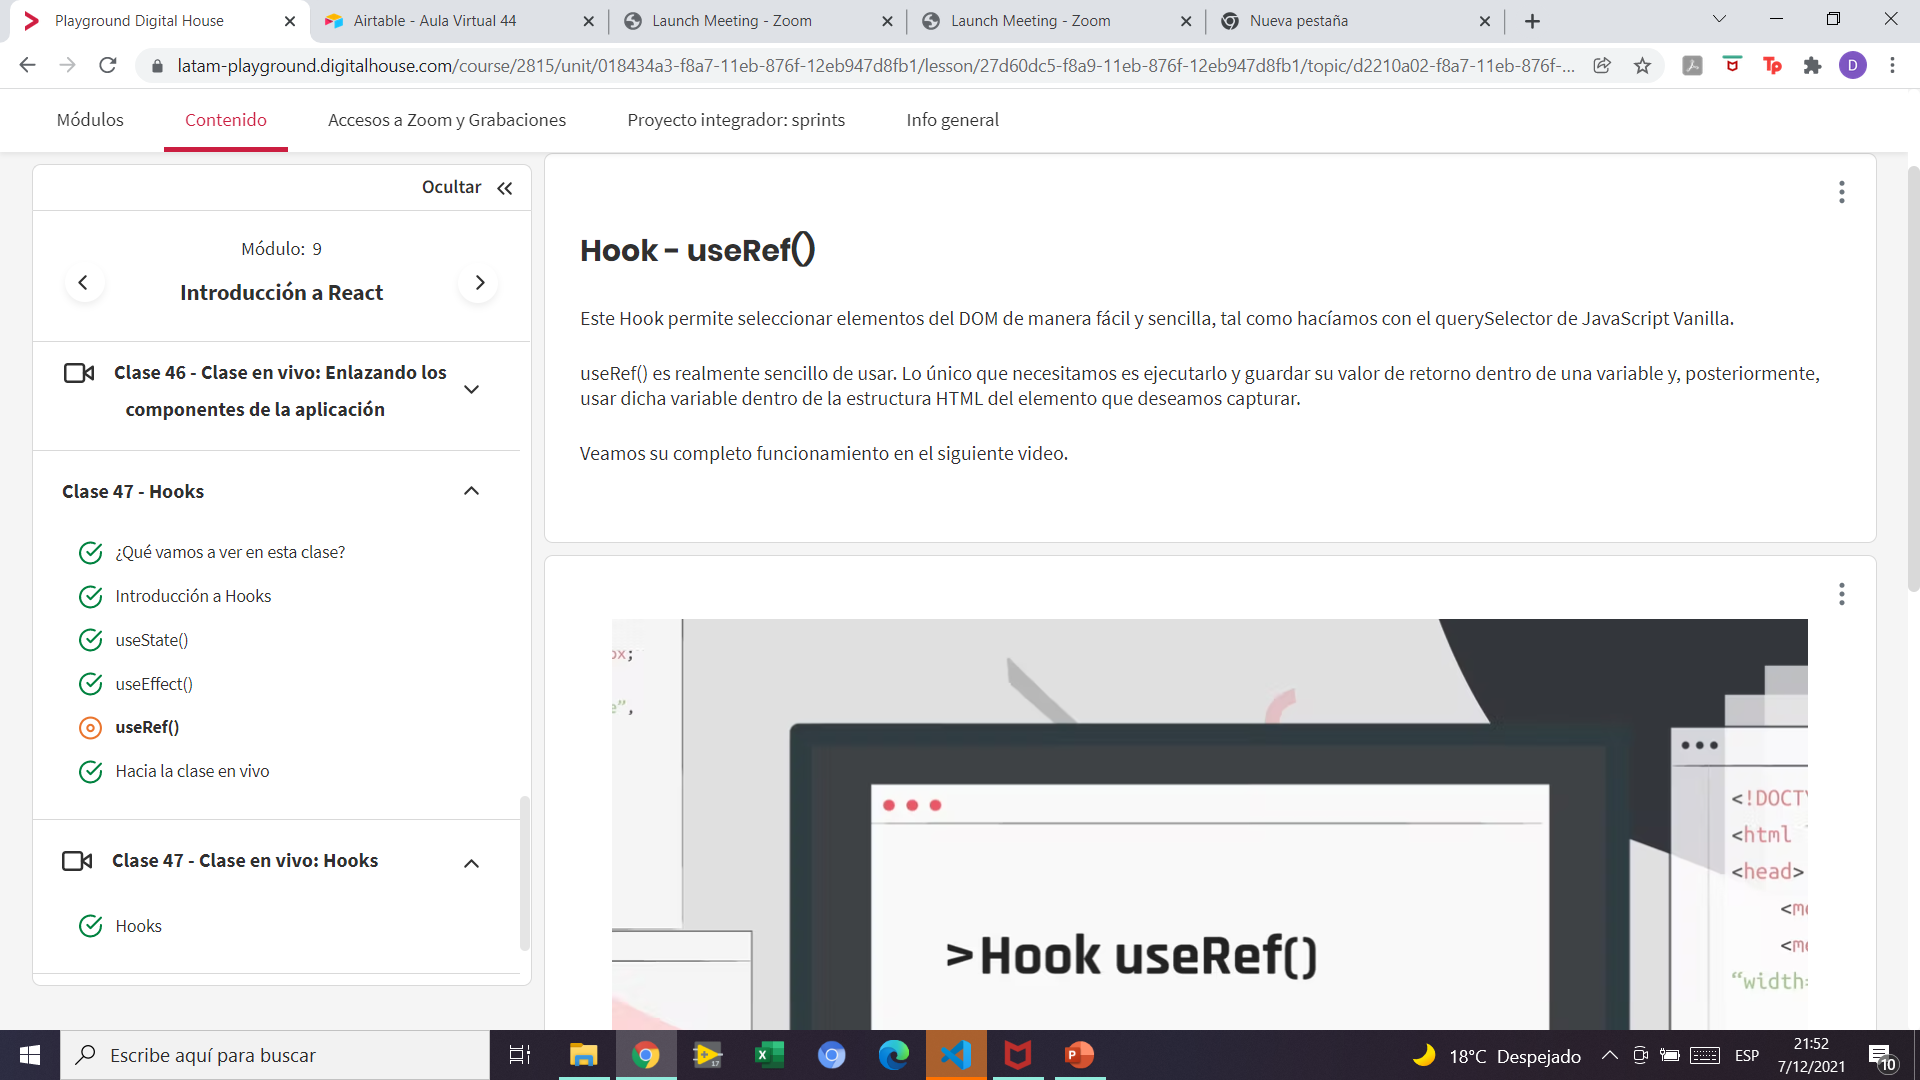 Playground Digital House
Airtable - Aula Virtual 44
Launch Meeting - Zoom
Launch Meeting - Zoom
Nueva pestaña
latam-playground.digitalhouse.com/course/2815/unit/018434a3-f8a7-11eb-876f-12eb947d8fb1/lesson/27d60dc5-f8a9-11eb-876f-12eb947d8fb1/topic/d2210a02-f8a7-11eb-876f-...
Tp
D
Módulos
Contenido
Accesos a Zoom y Grabaciones
Proyecto integrador: sprints
Info general
Ocultar
Módulo: 9
Introducción a React
Clase 46 - Clase en vivo: Enlazando los
componentes de la aplicación
Clase 47 - Hooks
¿Qué vamos a ver en esta clase?
Introducción a Hooks
useState()
useEffect()
useRef()
Hacia la clase en vivo
Clase 47 - Clase en vivo: Hooks
Hooks
Hook - useRef()
Este Hook permite seleccionar elementos del DOM de manera fácil y sencilla, tal como hacíamos con el querySelector de JavaScript Vanilla.
useRef() es realmente sencillo de usar. Lo único que necesitamos es ejecutarlo y guardar su valor de retorno dentro de una variable y, posteriormente,
usar dicha variable dentro de la estructura HTML del elemento que deseamos capturar.
Veamos su completo funcionamiento en el siguiente video.
ox;
e”,
>Hook useRef()
<!DOCTY
<html
<head>
<me
<me
“width=
Escribe aquí para buscar
18°C Despejado
ESP
21:52
7/12/2021
10